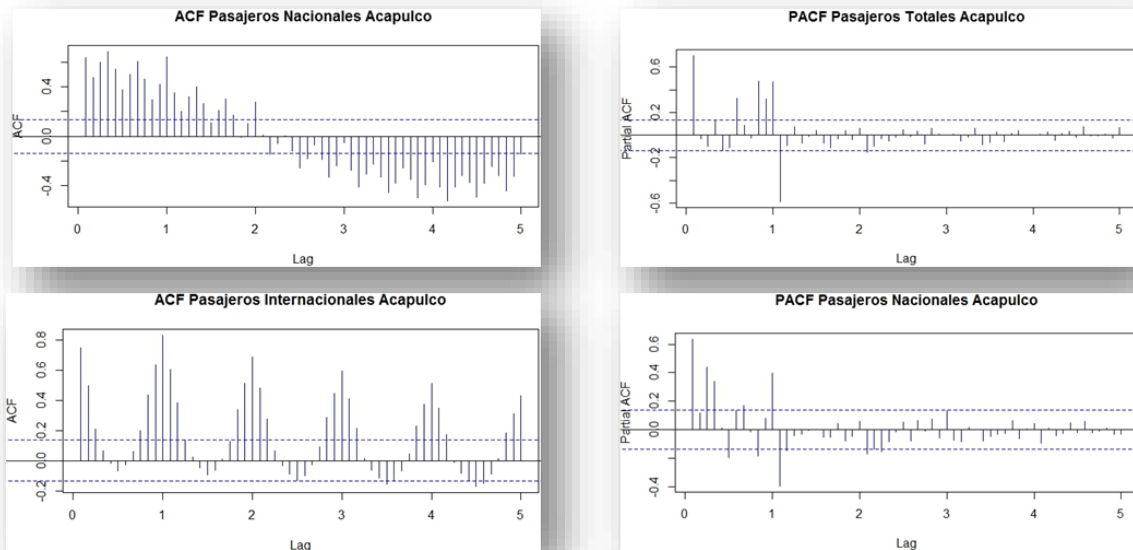 ACF Pasajeros Nacionales Acapulco
ACF
0.4
0.0
-0.4
0 1 2 3 4 5
Lag
PACF Pasajeros Totales Acapulco
Partial ACF
0.6
0.2
-0.2
-0.6
0 1 2 3 4 5
Lag
ACF Pasajeros Internacionales Acapulco
ACF
0.8
0.6
0.4
0.2
0.0
-0.2
0 1 2 3 4 5
Lag
PACF Pasajeros Nacionales Acapulco
Partial ACF
0.6
0.4
0.2
0.0
-0.4
0 1 2 3 4 5
Lag